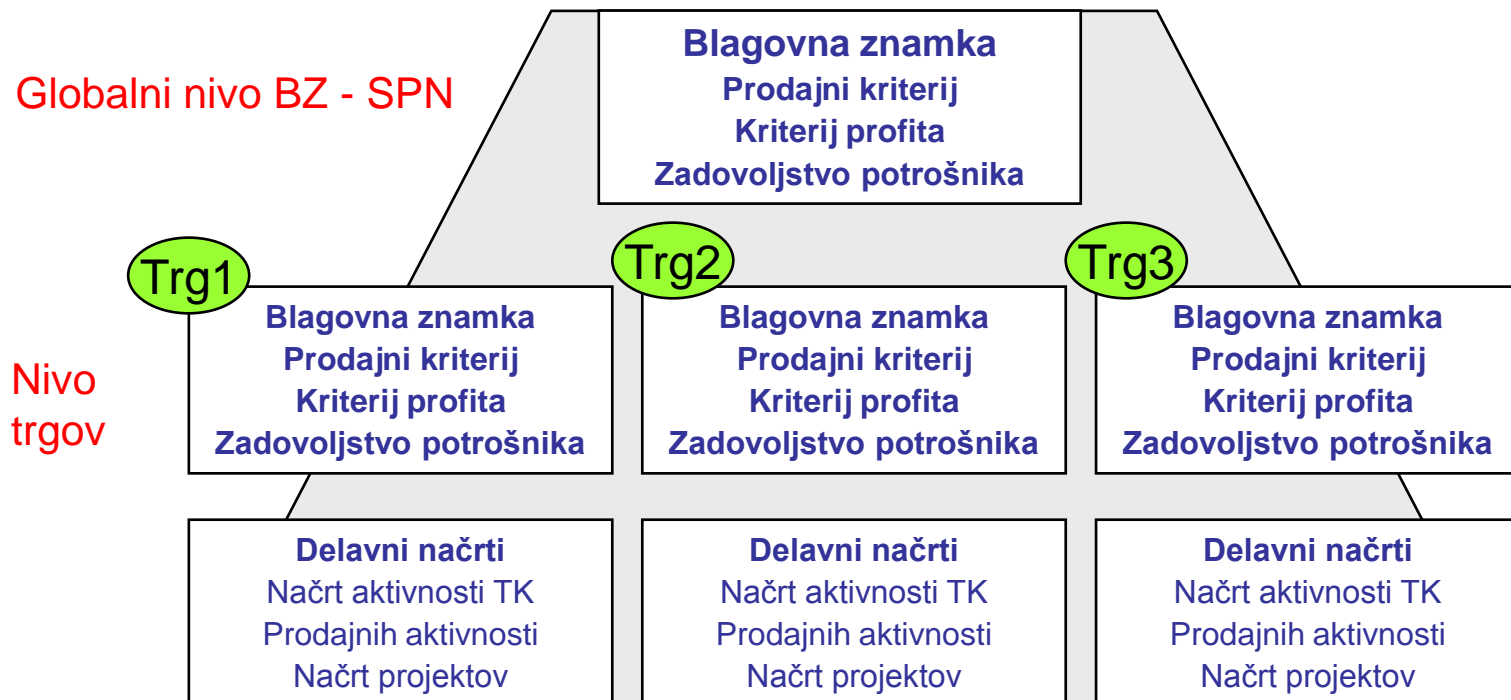 Globalni nivo BZ - SPN
Blagovna znamka
Prodajni kriterij
Kriterij profita
Zadovoljstvo potrošnika
Nivo
trgov
Trg1
Blagovna znamka
Prodajni kriterij
Kriterij profita
Zadovoljstvo potrošnika
Trg2
Blagovna znamka
Prodajni kriterij
Kriterij profita
Zadovoljstvo potrošnika
Trg3
Blagovna znamka
Prodajni kriterij
Kriterij profita
Zadovoljstvo potrošnika
Delavni načrti
Načrt aktivnosti TK
Prodajnih aktivnosti
Načrt projektov
Delavni načrti
Načrt aktivnosti TK
Prodajnih aktivnosti
Načrt projektov
Delavni načrti
Načrt aktivnosti TK
Prodajnih aktivnosti
Načrt projektov